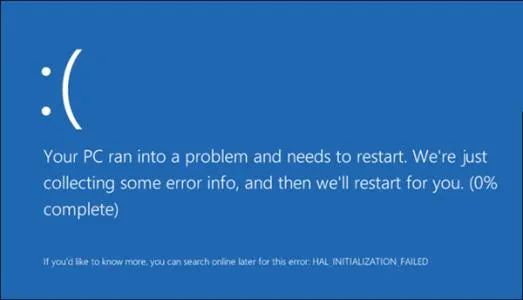 :(
Your PC ran into a problem and needs to restart. We're just
collecting some error info, and then we'll restart for you. (0%
complete)
If you'd like to know more, you can search online later for this error: HAL_INITIALIZATION_FAILED